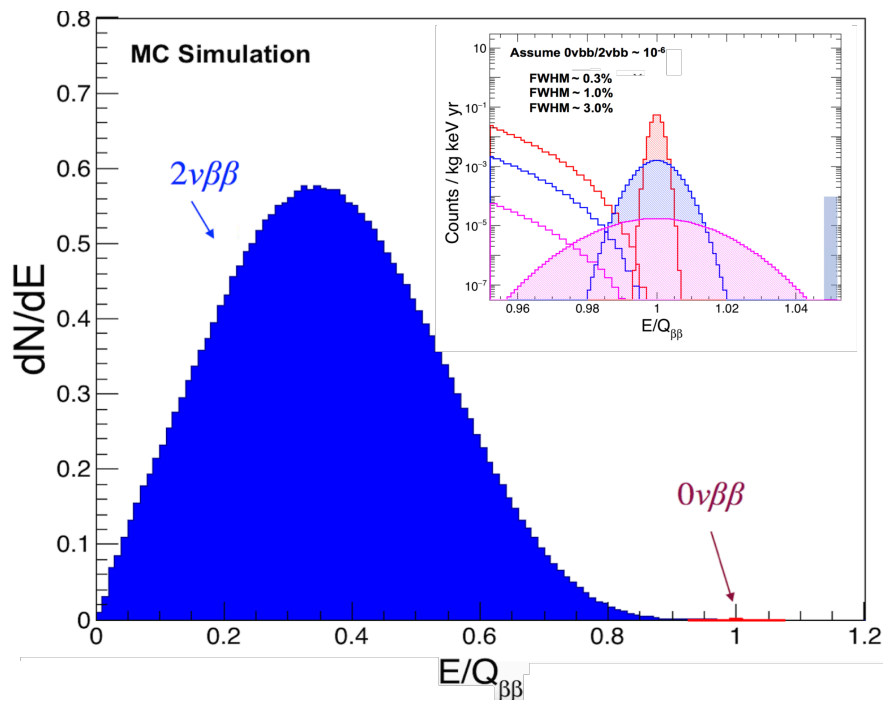 MC Simulation
2νββ
0νββ
dN/dE
0.8
0.7
0.6
0.5
0.4
0.3
0.2
0.1
0
0 0.2 0.4 0.6 0.8 1 1.2
E/Qββ
Assume 0vbb/2vbb ~ 10-6
FWHM ~ 0.3%
FWHM ~ 1.0%
FWHM ~ 3.0%
Counts / kg keV yr
10
10−1
10−3
10−5
10−7
0.96 0.98 1 1.02 1.04
E/Qββ